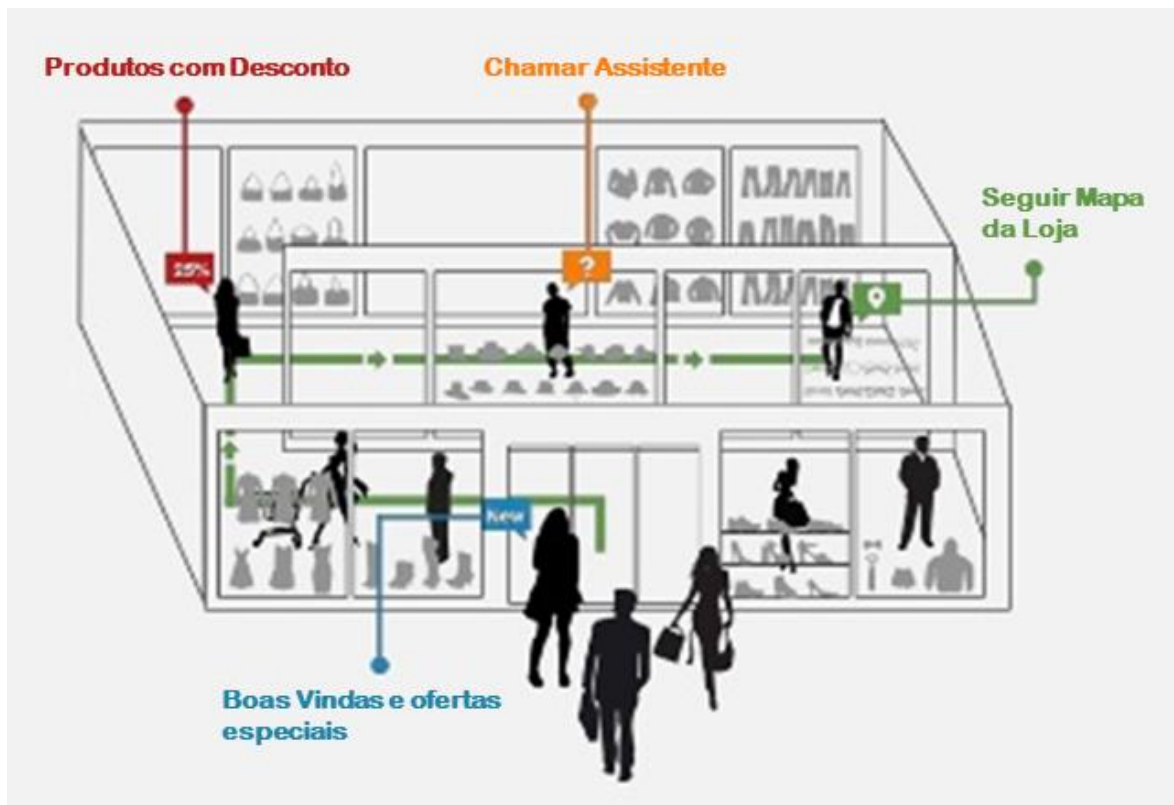 Produtos com Desconto
Chamar Assistente
Seguir Mapa
da Loja
25%
?
New
Boas Vindas e ofertas
especiais